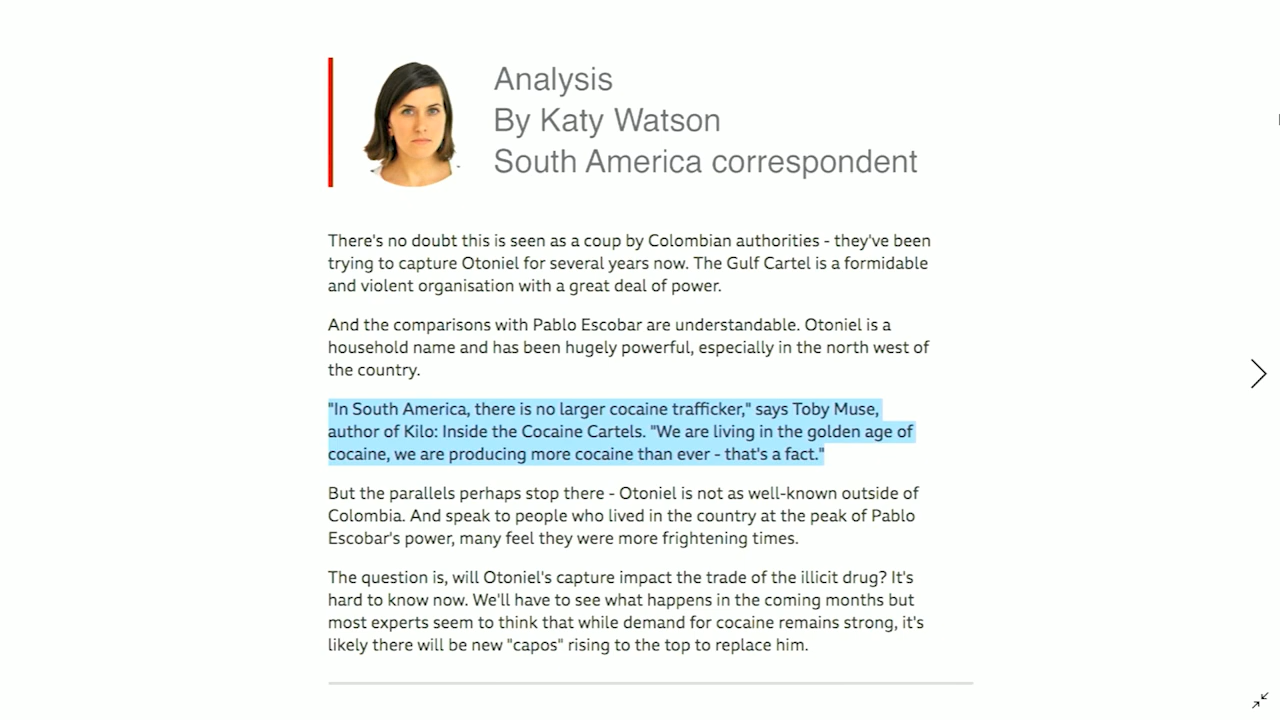 Analysis
By Katy Watson
South America correspondent
There's no doubt this is seen as a coup by Colombian authorities - they've been
trying to capture Otoniel for several years now. The Gulf Cartel is a formidable
and violent organisation with a great deal of power.
And the comparisons with Pablo Escobar are understandable. Otoniel is a
household name and has been hugely powerful, especially in the north west of
the country.
"In South America, there is no larger cocaine trafficker," says Toby Muse,
author of Kilo: Inside the Cocaine Cartels. "We are living in the golden age of
cocaine, we are producing more cocaine than ever - that's a fact."
But the parallels perhaps stop there - Otoniel is not as well-known outside of
Colombia. And speak to people who lived in the country at the peak of Pablo
Escobar's power, many feel they were more frightening times.
The question is, will Otoniel's capture impact the trade of the illicit drug? It's
hard to know now. We'll have to see what happens in the coming months but
most experts seem to think that while demand for cocaine remains strong, it's
likely there will be new "capos" rising to the top to replace him.